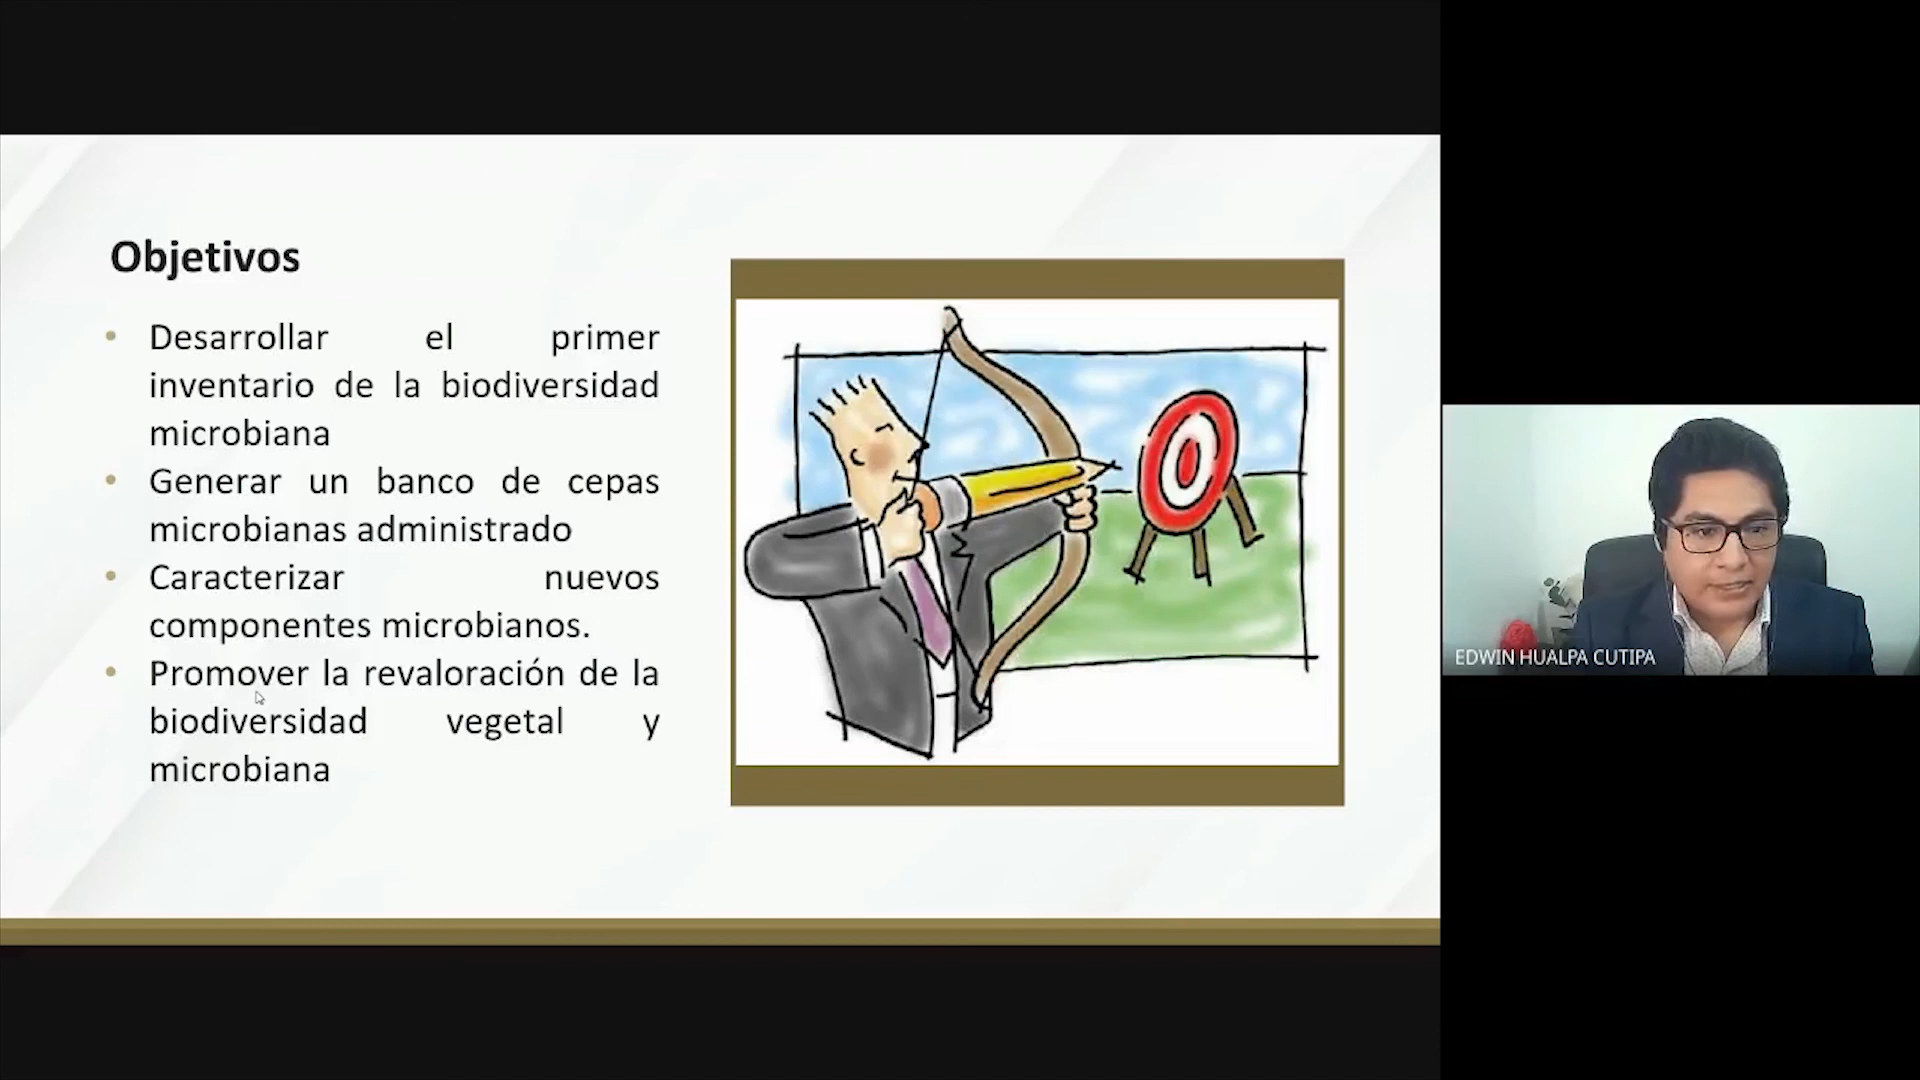 Objetivos
• Desarrollar el primer
inventario de la biodiversidad
microbiana
• Generar un banco de cepas
microbianas administrado
• Caracterizar nuevos
componentes microbianos.
• Promover la revaloración de la
biodiversidad vegetal y
microbiana
EDWIN HUALPA CUTIPA